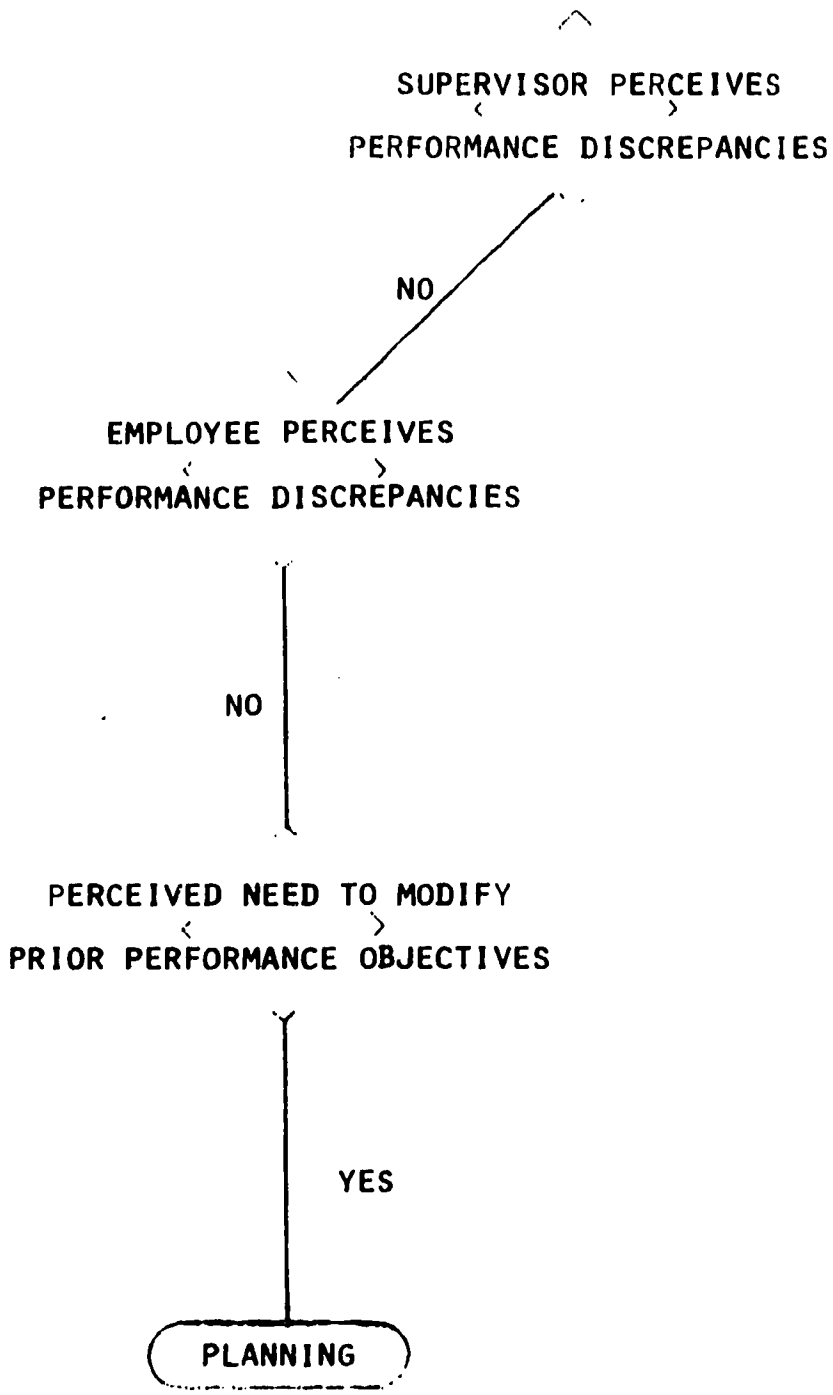 SUPERVISOR PERCEIVES
PERFORMANCE DISCREPANCIES
NO
EMPLOYEE PERCEIVES
PERFORMANCE DISCREPANCIES
NO
PERCEIVED NEED TO MODIFY
PRIOR PERFORMANCE OBJECTIVES
YES
PLANNING